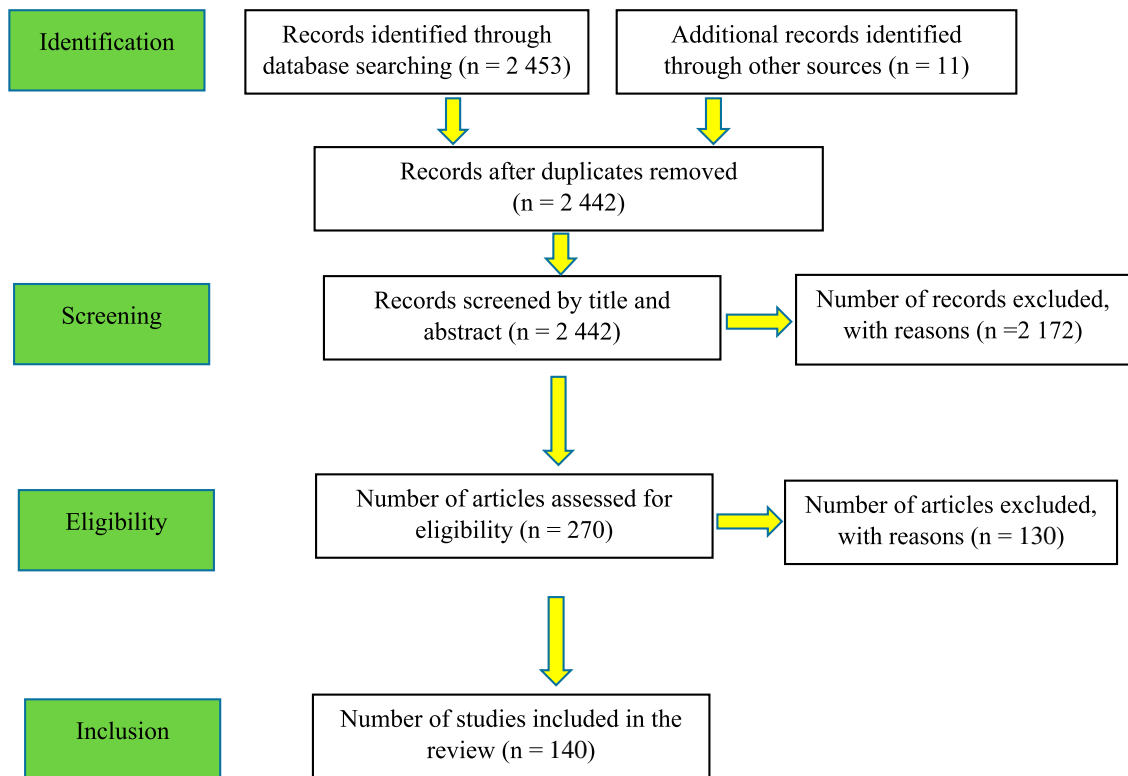 Identification
Records identified through
database searching (n = 2 453)
Additional records identified
through other sources (n = 11)
Records after duplicates removed
(n = 2 442)
Screening
Records screened by title and
abstract (n = 2 442)
Number of records excluded,
with reasons (n =2 172)
Eligibility
Number of articles assessed for
eligibility (n = 270)
Number of articles excluded,
with reasons (n = 130)
Inclusion
Number of studies included in the
review (n = 140)